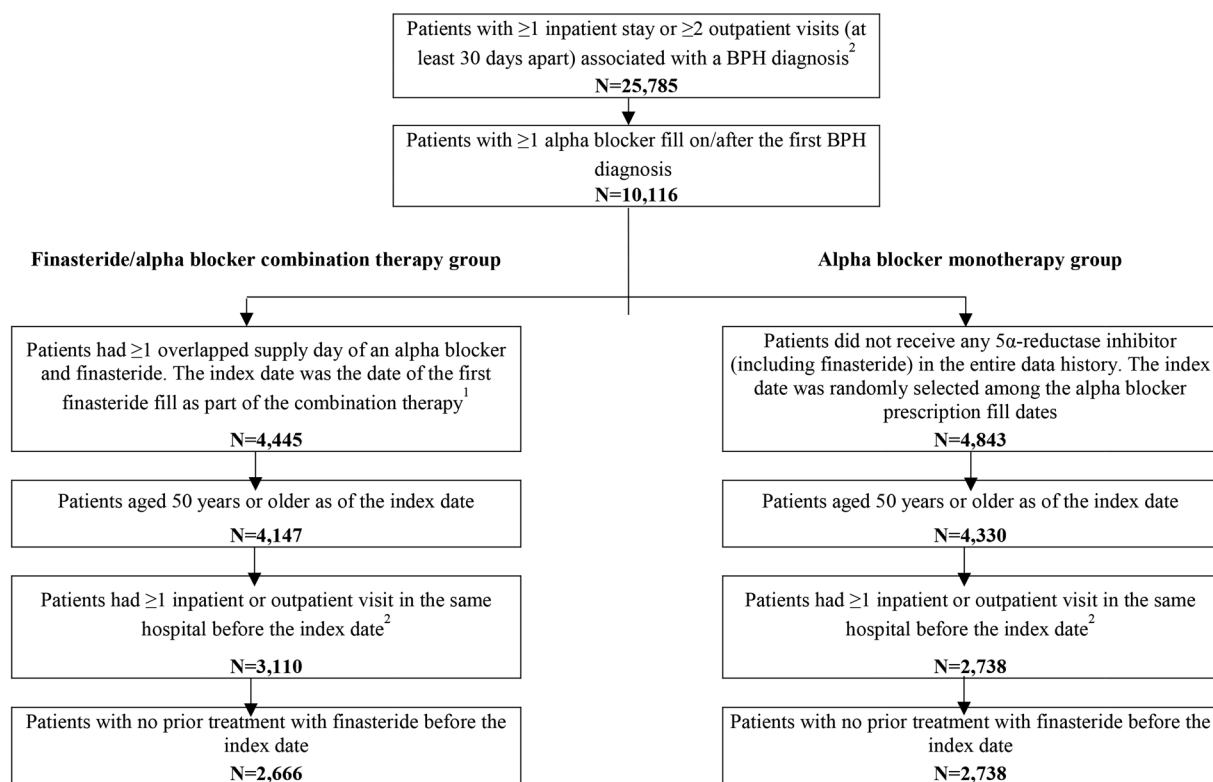 Patients with ≥1 inpatient stay or ≥2 outpatient visits (at
least 30 days apart) associated with a BPH diagnosis2
N=25,785
Patients with ≥1 alpha blocker fill on/after the first BPH
diagnosis
N=10,116
Finasteride/alpha blocker combination therapy group
Alpha blocker monotherapy group
Patients had ≥1 overlapped supply day of an alpha blocker
and finasteride. The index date was the date of the first
finasteride fill as part of the combination therapy1
N=4,445
Patients did not receive any 5α-reductase inhibitor
(including finasteride) in the entire data history. The index
date was randomly selected among the alpha blocker
prescription fill dates
N=4,843
Patients aged 50 years or older as of the index date
N=4,147
Patients aged 50 years or older as of the index date
N=4,330
Patients had ≥1 inpatient or outpatient visit in the same
hospital before the index date2
N=3,110
Patients had ≥1 inpatient or outpatient visit in the same
hospital before the index date2
N=2,738
Patients with no prior treatment with finasteride before the
index date
N=2,666
Patients with no prior treatment with finasteride before the
index date
N=2,738